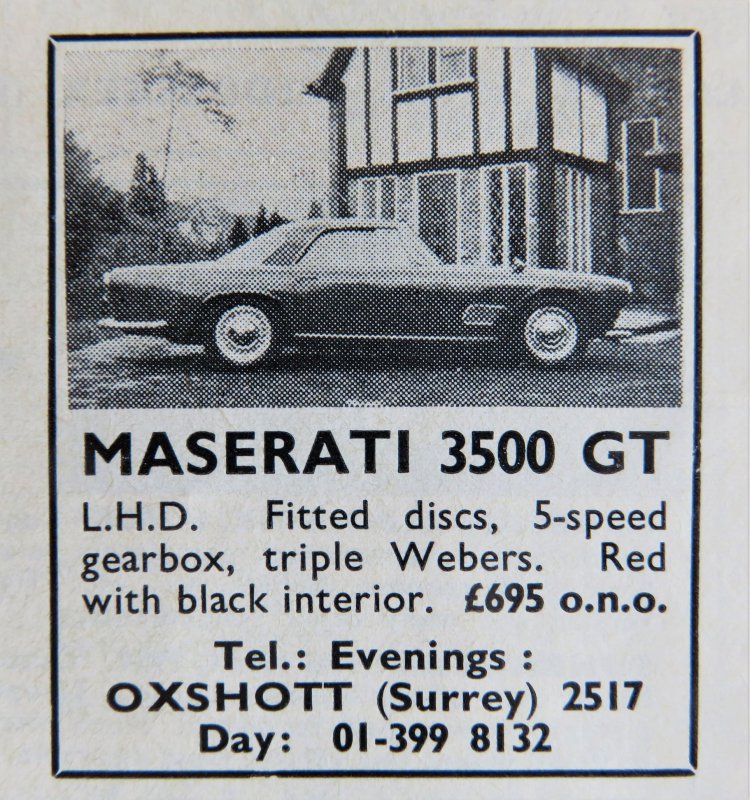 MASERATI 3500 GT
L.H.D. Fitted discs, 5-speed
gearbox, triple Webers. Red
with black interior. £695 o.n.o.
Tel.: Evenings :
OXSHOTT (Surrey) 2517
Day: 01-399 8132